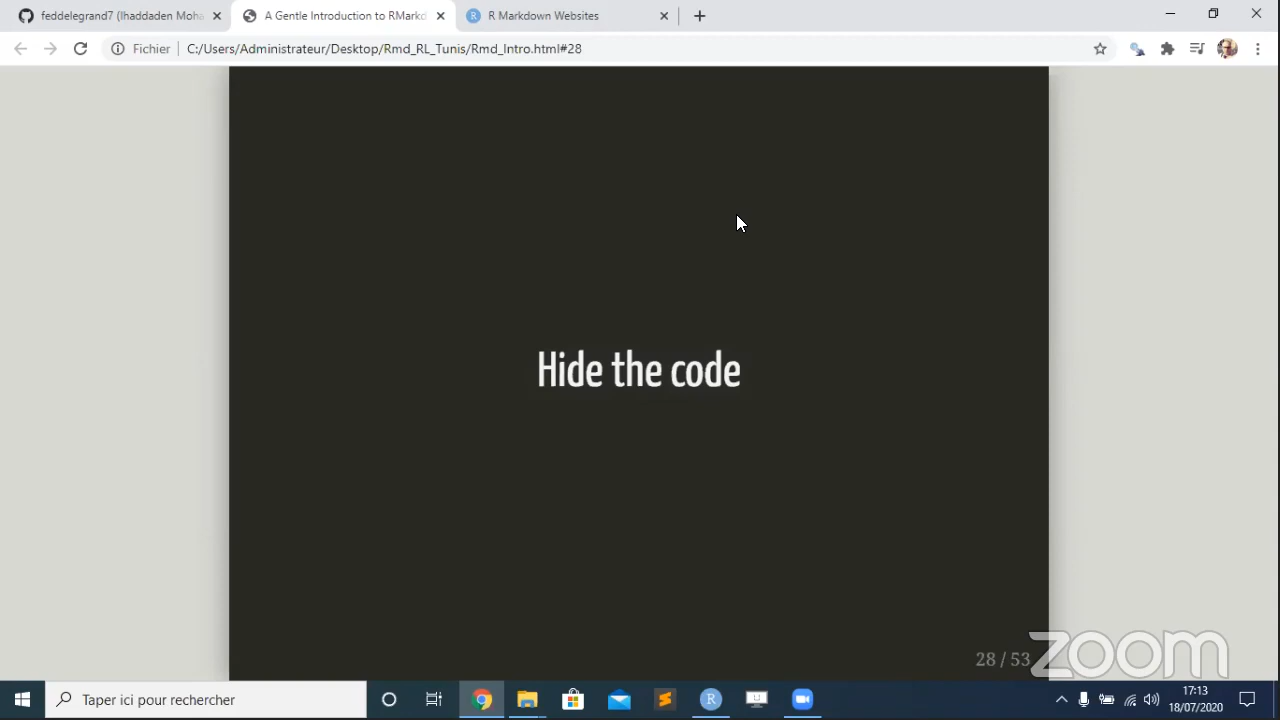 feddelegrand7 (Ihaddaden Moha
A Gentle Introduction to RMarkd
R Markdown Websites
Fichier
C:/Users/Administrateur/Desktop/Rmd_RL_Tunis/Rmd_Intro.html#28
Hide the code
28 / 53
zoom
Taper ici pour rechercher
17:13
18/07/2020